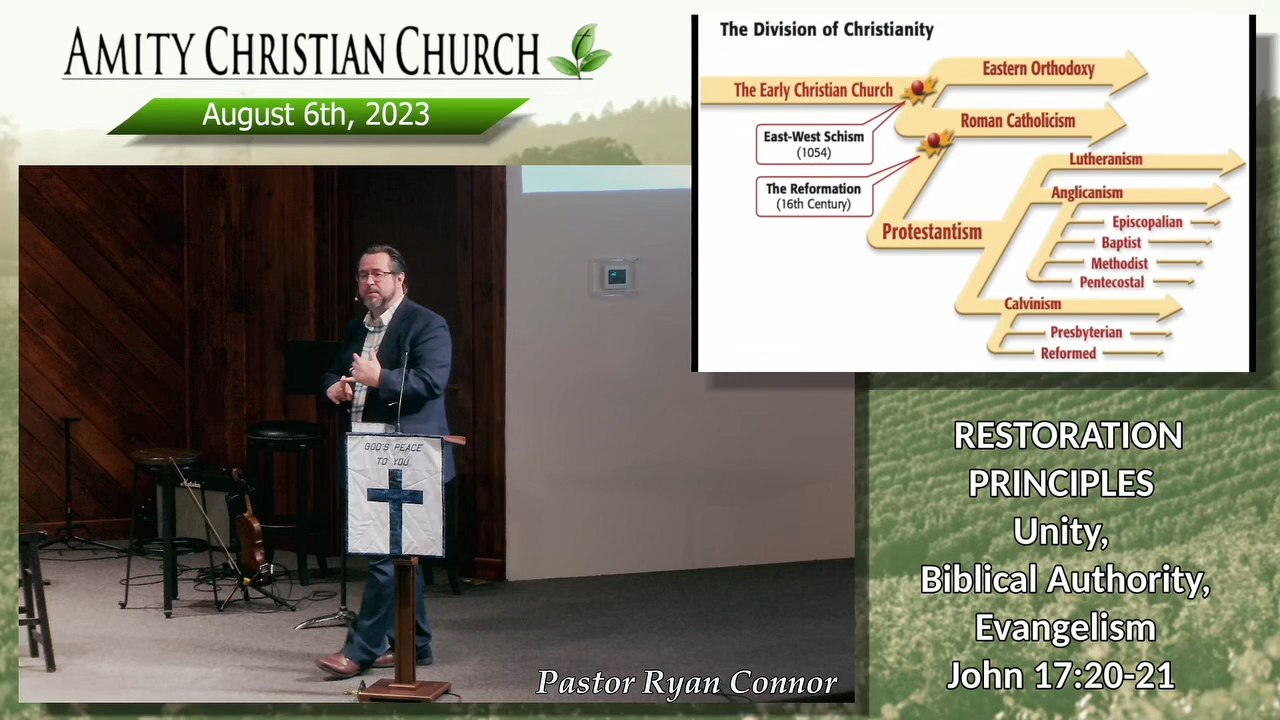 AMITY CHRISTIAN CHURCH
August 6th, 2023
GOD'S PEACE
TO YOU
Pastor Ryan Connor
The Division of Christianity
Eastern Orthodoxy
The Early Christian Church
Roman Catholicism
East-West Schism
(1054)
Lutheranism
The Reformation
(16th Century)
Anglicanism
Episcopalian
Protestantism
Baptist
Methodist
Pentecostal
Calvinism
Presbyterian
Reformed
RESTORATION
PRINCIPLES
Unity,
Biblical Authority,
Evangelism
John 17:20-21